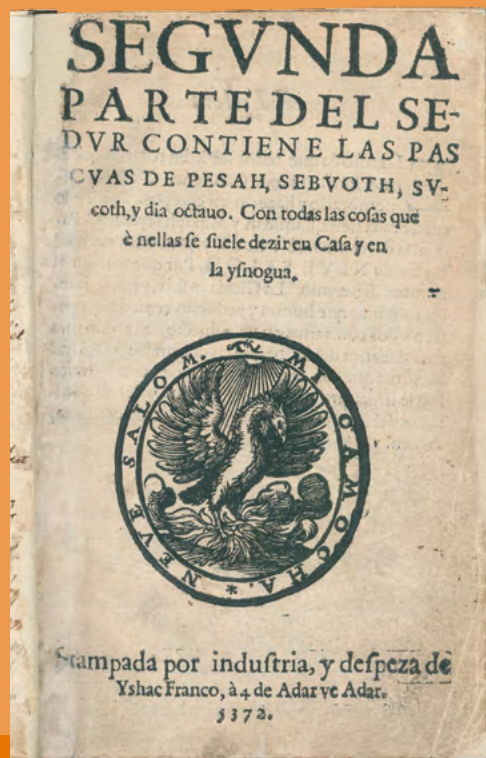 SEGVNDA
PARTE DEL SE-
DVR CONTIENE LAS PAS
CVAS DE PESAH, SEBVOTH, SV-
coth, y dia octauo. Con todas las cosas que
è nellas se suele dezir en Casa y en
la ysnogua.
MI CAMOCHA. * NEVE SALOM.
Stampada por industria, y despeza de
Yshac Franco, à 4 de Adar ve Adar.
5372.